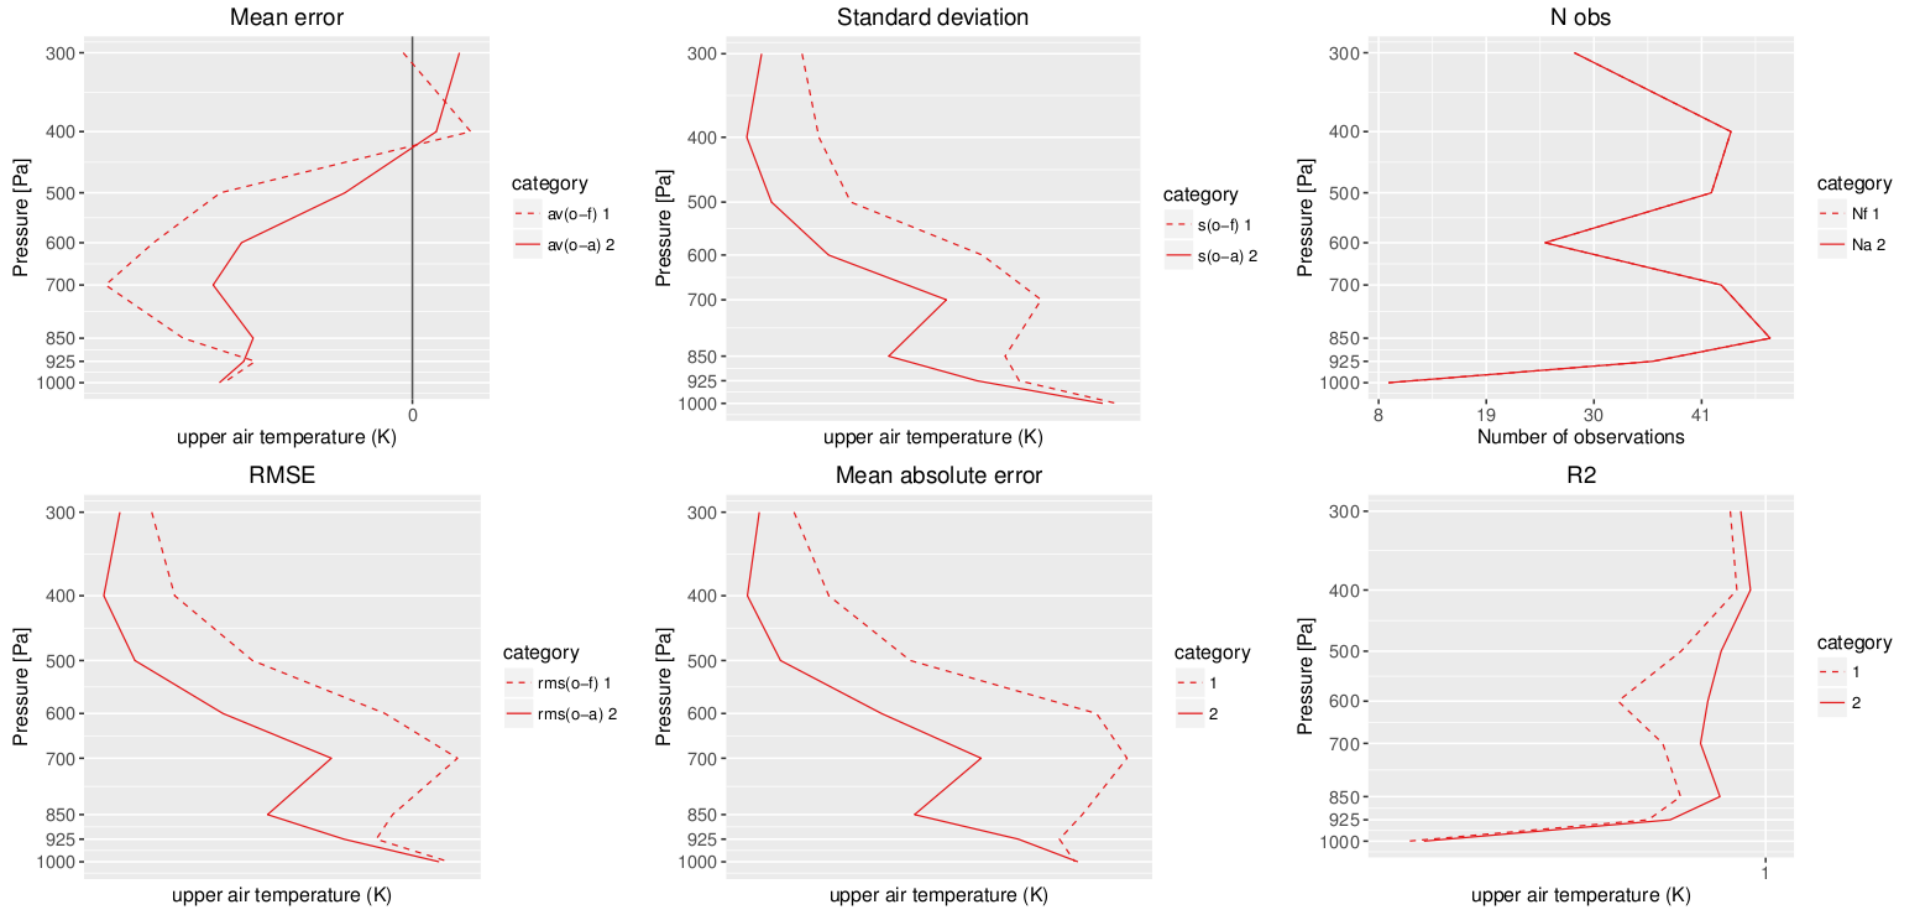 Mean error
300
400
500
600
700
850
925
1000
Pressure [Pa]
0
upper air temperature (K)
category
av(o−f) 1
av(o−a) 2
Standard deviation
300
400
500
600
700
850
925
1000
Pressure [Pa]
upper air temperature (K)
category
s(o−f) 1
s(o−a) 2
N obs
300
400
500
600
700
850
925
1000
Pressure [Pa]
8 19 30 41
Number of observations
category
Nf 1
Na 2
RMSE
300
400
500
600
700
850
925
1000
Pressure [Pa]
upper air temperature (K)
category
rms(o−f) 1
rms(o−a) 2
Mean absolute error
300
400
500
600
700
850
925
1000
Pressure [Pa]
upper air temperature (K)
category
1
2
R2
300
400
500
600
700
850
925
1000
Pressure [Pa]
1
upper air temperature (K)
category
1
2